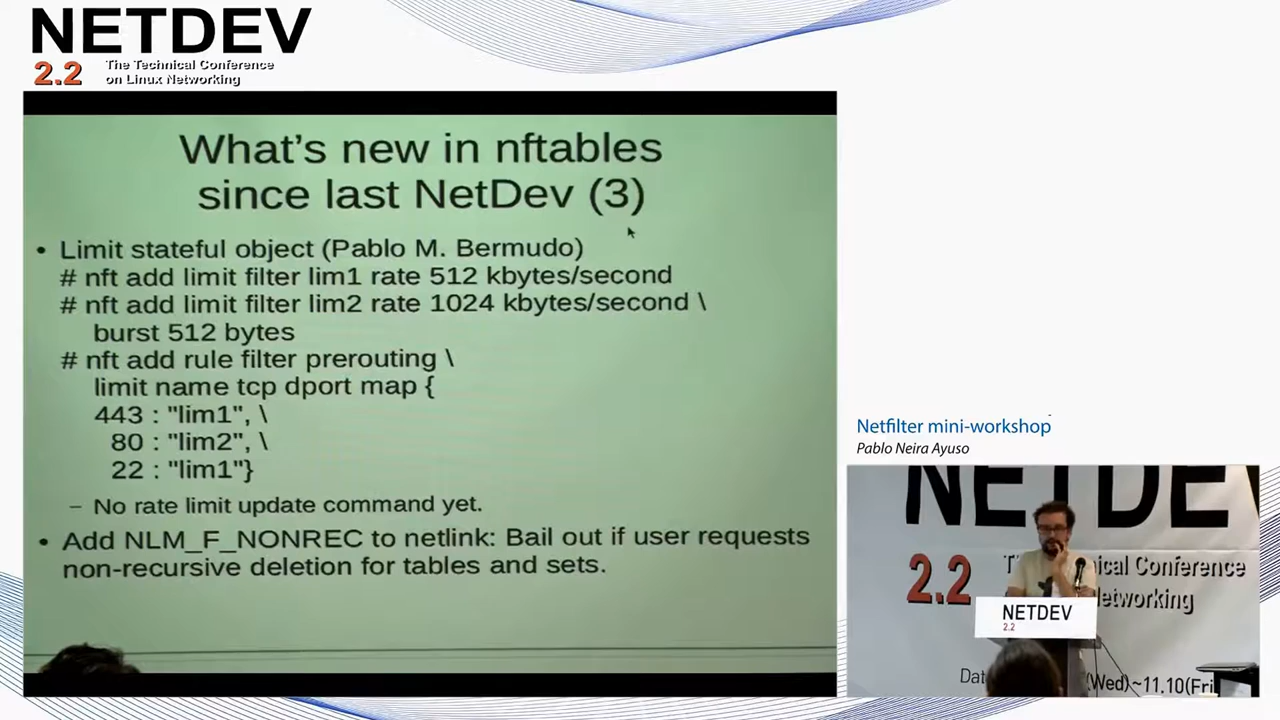 NETDEV
2.2
The Technical Conference
on Linux Networking
What's new in nftables
since last NetDev (3)
• Limit stateful object (Pablo M. Bermudo)
# nft add limit filter lim1 rate 512 kbytes/second
# nft add limit filter lim2 rate 1024 kbytes/second \
burst 512 bytes
# nft add rule filter prerouting \
limit name tcp dport map {
443 : "lim1", \
80 : "lim2", \
22 : "lim1"}
– No rate limit update command yet.
• Add NLM_F_NONREC to netlink: Bail out if user requests
non-recursive deletion for tables and sets.
Netfilter mini-workshop
Pablo Neira Ayuso
NETDEV
2.2
ical Conference
etworking
NETDEV
2.2
(Wed)~11.10(Fri